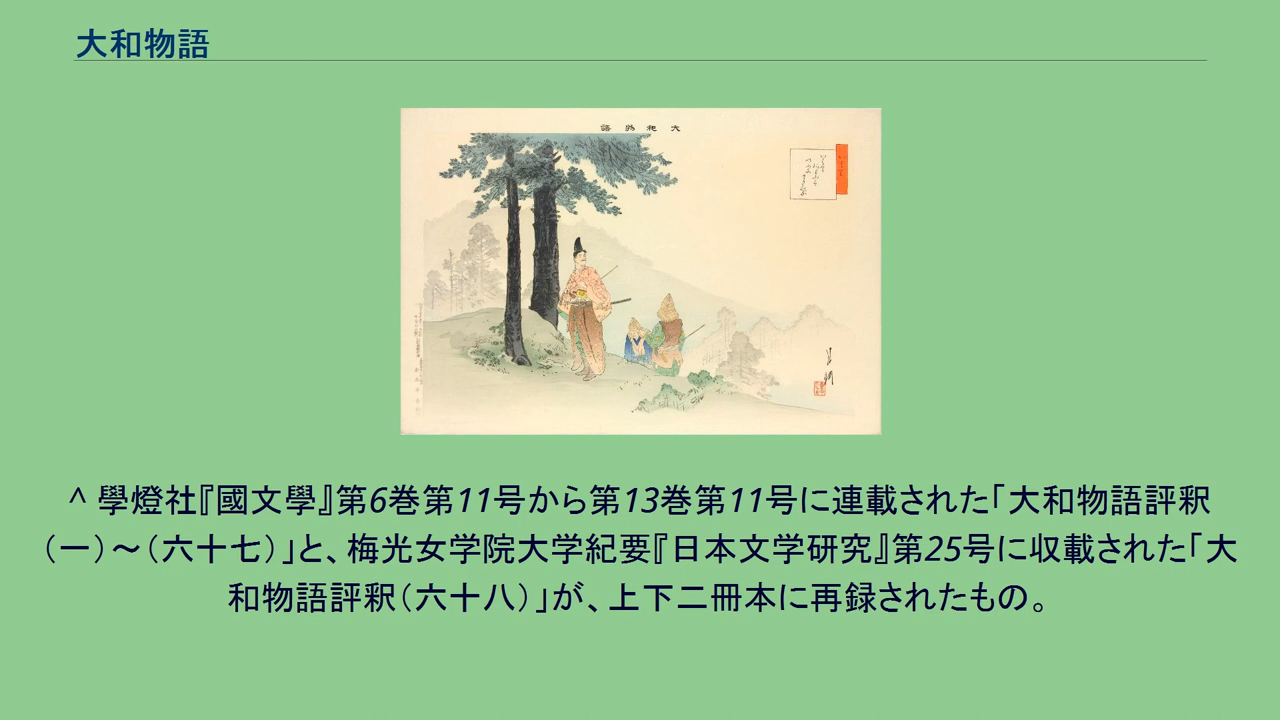 大和物語
大和物語
^ 學燈社『國文學』第6巻第11号から第13巻第11号に連載された「大和物語評釈
（一）～（六十七）」と、梅光女学院大学紀要『日本文学研究』第25号に収載された「大
和物語評釈（六十八）」が、上下二冊本に再録されたもの。